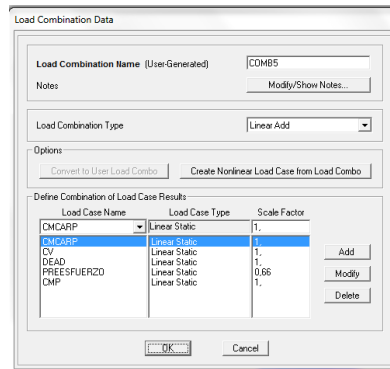 Load Combination Data
Load Combination Name (User-Generated) COMB5
Notes Modify/Show Notes...
Load Combination Type Linear Add
Options
Convert to User Load Combo Create Nonlinear Load Case from Load Combo
Define Combination of Load Case Results
Load Case Name Load Case Type Scale Factor
CMCARP Linear Static 1,
CMCARP Linear Static 1,
CV Linear Static 1,
DEAD Linear Static 1,
PREESFUERZO Linear Static 0,66
CMP Linear Static 1,
Add
Modify
Delete
OK Cancel